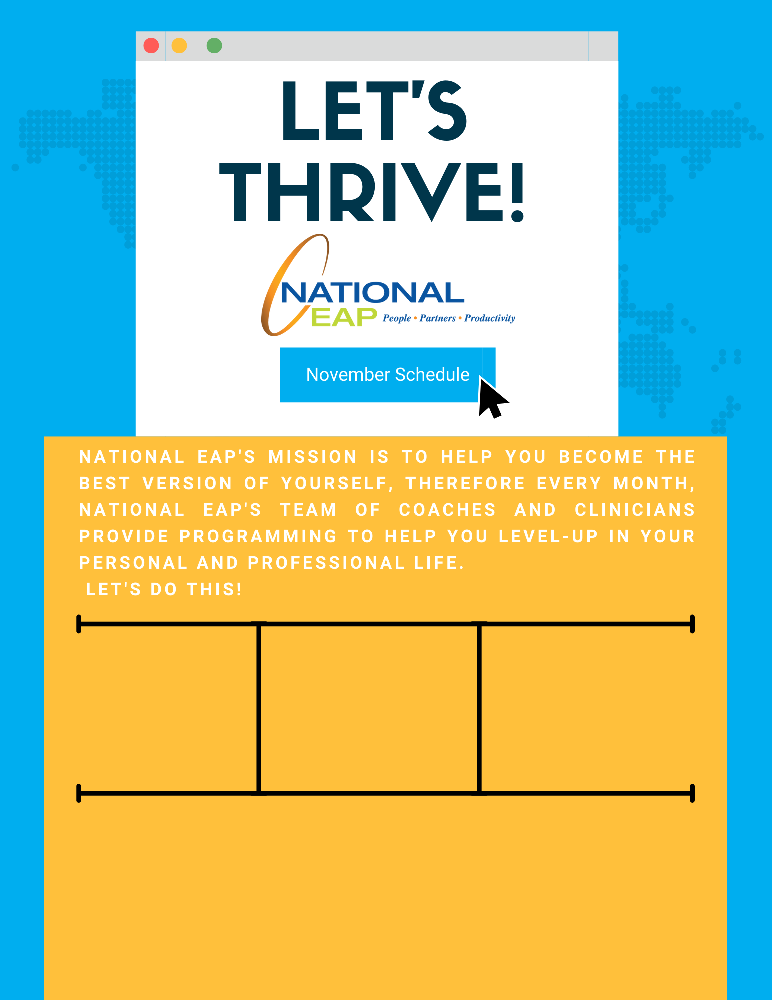 LET'S
THRIVE!
NATIONAL
EAP People • Partners • Productivity
November Schedule
NATIONAL EAP'S MISSION IS TO HELP YOU BECOME THE
BEST VERSION OF YOURSELF, THEREFORE EVERY MONTH,
NATIONAL EAP'S TEAM OF COACHES AND CLINICIANS
PROVIDE PROGRAMMING TO HELP YOU LEVEL-UP IN YOUR
PERSONAL AND PROFESSIONAL LIFE.
LET'S DO THIS!